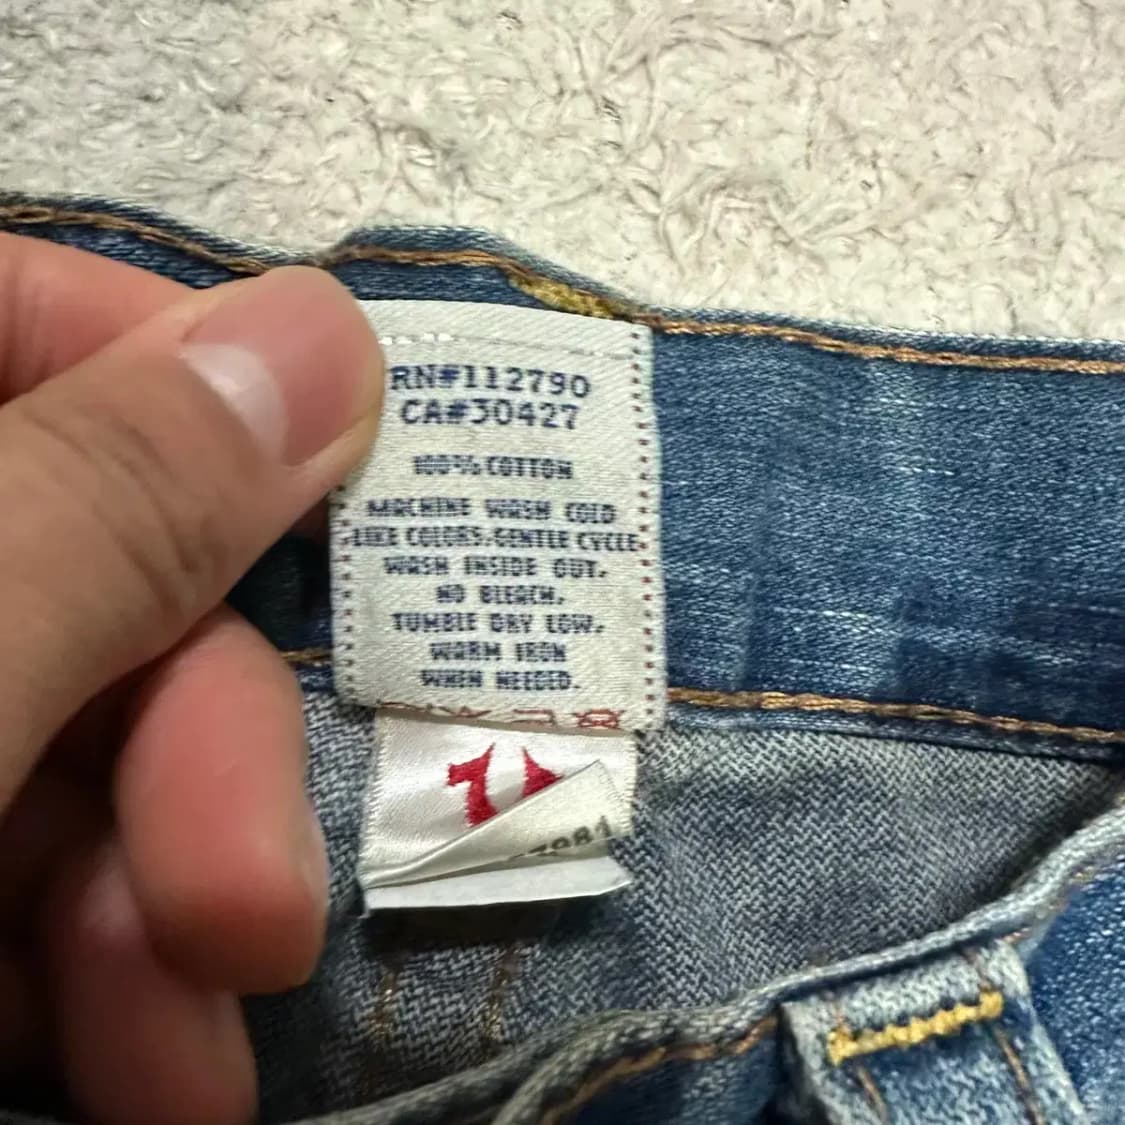 RN#112790
CA#30427
100% COTTON
MACHINE WASH COLD
LIKE COLORS.GENTLE CYCLE
WASH INSIDE OUT.
NO BLEACH.
TUMBLE DRY LOW.
WARM IRON
WHEN NEEDED.